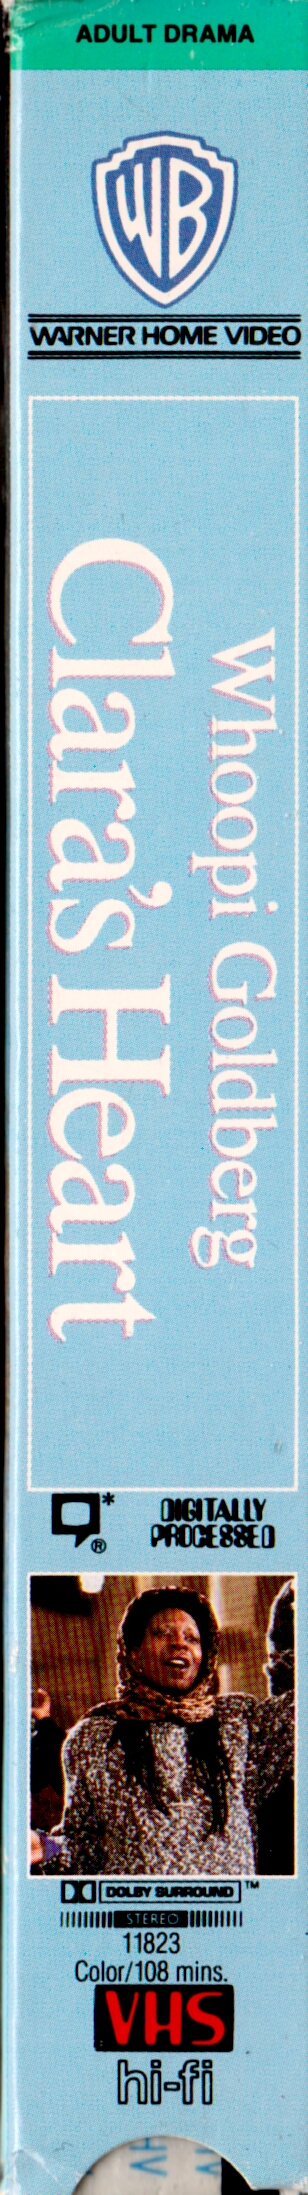 ADULT DRAMA
WB
WARNER HOME VIDEO
Whoopi Goldberg
Clara's Heart
*
®
DIGITALLY
PROCESSED
DOLBY SURROUND ™
STEREO
11823
Color/108 mins.
VHS
hi-fi